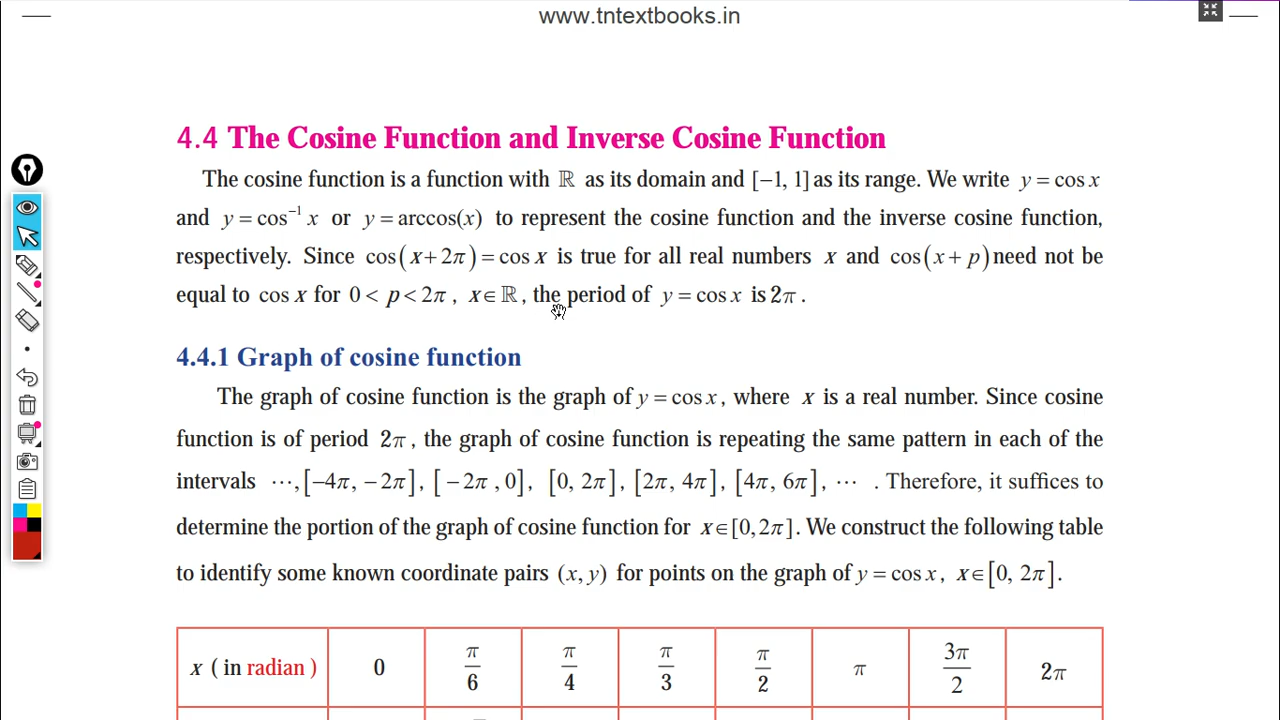 www.tntextbooks.in
4.4 The Cosine Function and Inverse Cosine Function
The cosine function is a function with ℝ as its domain and [−1, 1] as its range. We write y = cos x
and y = cos⁻¹ x or y = arccos(x) to represent the cosine function and the inverse cosine function,
respectively. Since cos(x + 2π) = cos x is true for all real numbers x and cos(x + p) need not be
equal to cos x for 0 < p < 2π, x ∈ ℝ, the period of y = cos x is 2π.
4.4.1 Graph of cosine function
The graph of cosine function is the graph of y = cos x, where x is a real number. Since cosine
function is of period 2π, the graph of cosine function is repeating the same pattern in each of the
intervals ⋯, [−4π, −2π], [−2π, 0], [0, 2π], [2π, 4π], [4π, 6π], ⋯ . Therefore, it suffices to
determine the portion of the graph of cosine function for x ∈ [0, 2π]. We construct the following table
to identify some known coordinate pairs (x, y) for points on the graph of y = cos x, x ∈ [0, 2π].
x ( in radian ) 0 π/6 π/4 π/3 π/2 π 3π/2 2π